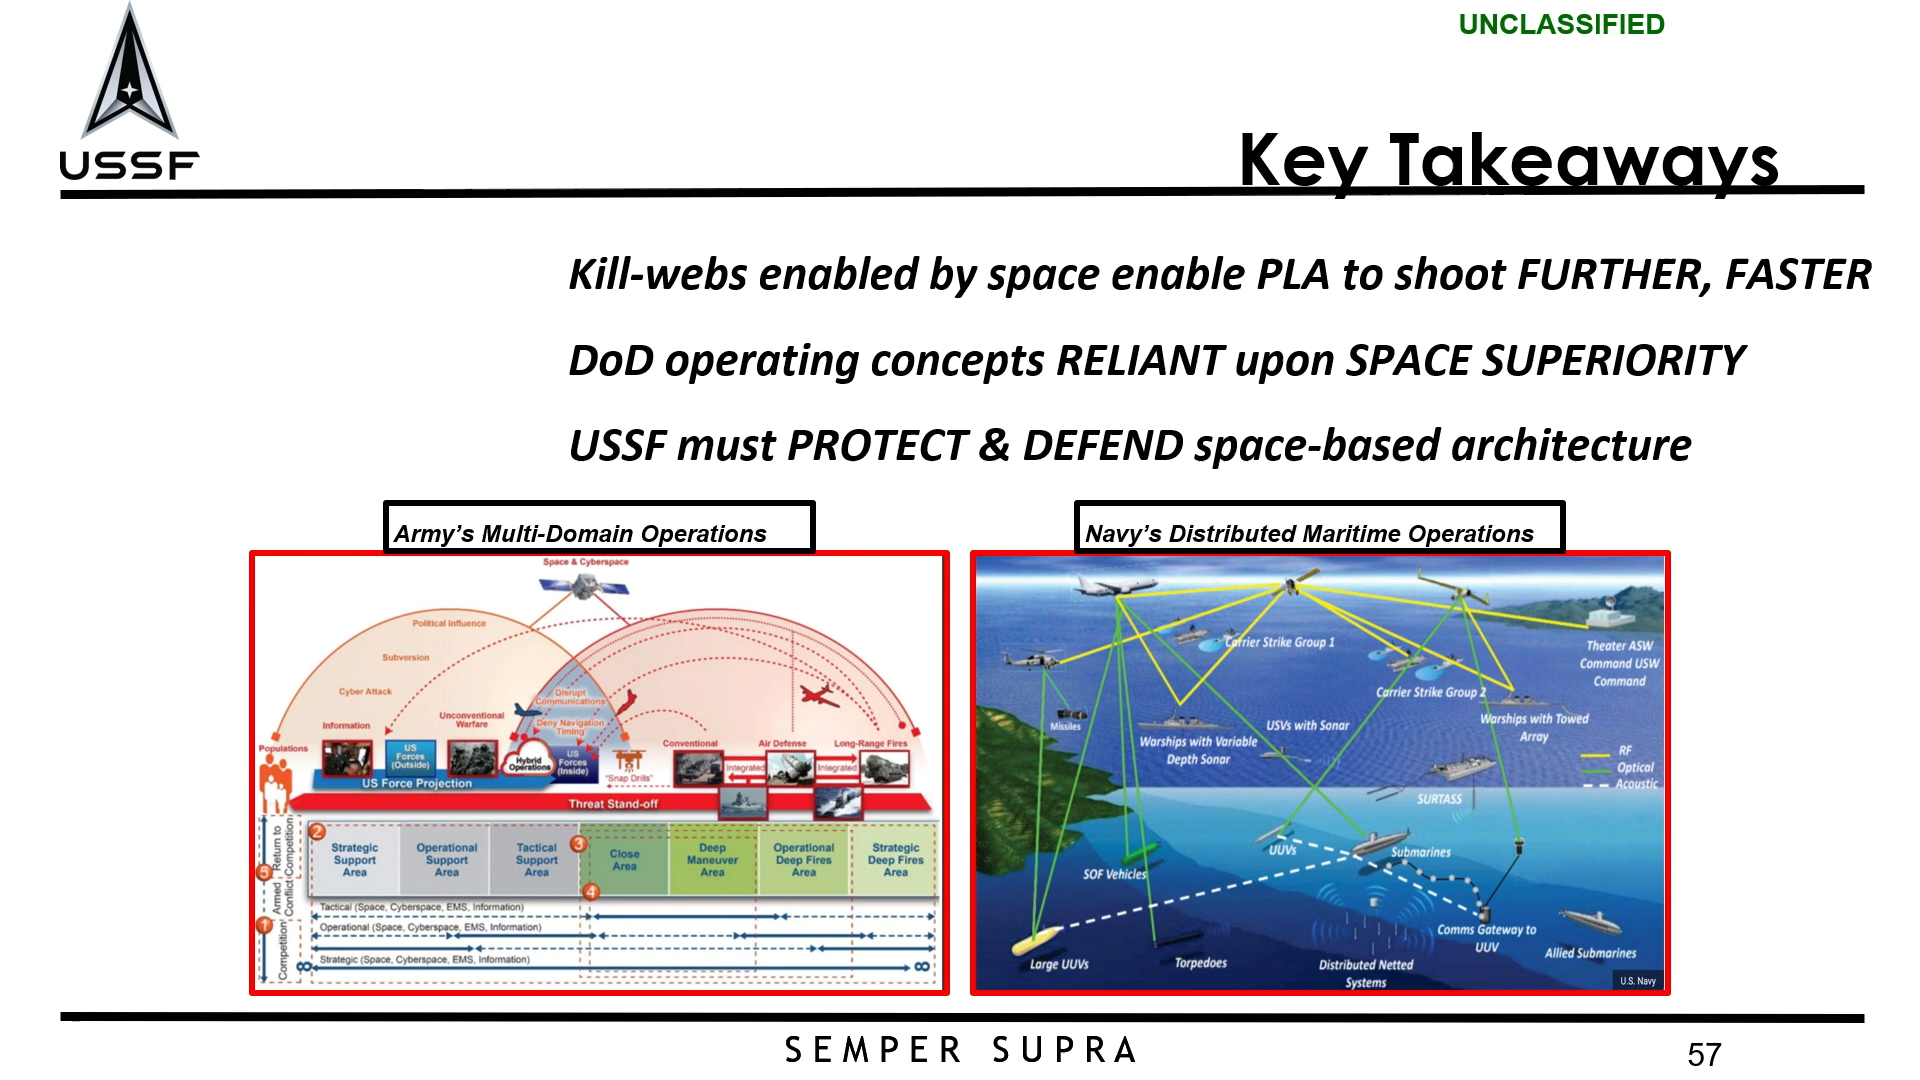 UNCLASSIFIED
USSF
Key Takeaways
Kill-webs enabled by space enable PLA to shoot FURTHER, FASTER
DoD operating concepts RELIANT upon SPACE SUPERIORITY
USSF must PROTECT & DEFEND space-based architecture
Army's Multi-Domain Operations
Space & Cyberspace
Political Influence
Subversion
Cyber Attack
Disrupt
Communications
Deny Navigation
Timing
Information
Unconventional
Warfare
Populations
US
Forces
(Outside)
Hybrid
Operations
US
Forces
(Inside)
"Snap Drills"
Conventional
Air Defense
Long-Range Fires
Integrated
Integrated
US Force Projection
Threat Stand-off
Return to
Competition
Armed
Conflict
Competition
5
1
2
3
4
Strategic
Support
Area
Operational
Support
Area
Tactical
Support
Area
Close
Area
Deep
Maneuver
Area
Operational
Deep Fires
Area
Strategic
Deep Fires
Area
Tactical (Space, Cyberspace, EMS, Information)
Operational (Space, Cyberspace, EMS, Information)
Strategic (Space, Cyberspace, EMS, Information)
∞
∞
Navy's Distributed Maritime Operations
Carrier Strike Group 1
Theater ASW
Command USW
Command
Carrier Strike Group 2
Missiles
Warships with Variable
Depth Sonar
USVs with Sonar
Warships with Towed
Array
RF
Optical
Acoustic
SURTASS
UUVs
Submarines
SOF Vehicles
Comms Gateway to
UUV
Allied Submarines
Large UUVs
Torpedoes
Distributed Netted
Systems
U.S. Navy
SEMPER SUPRA
57